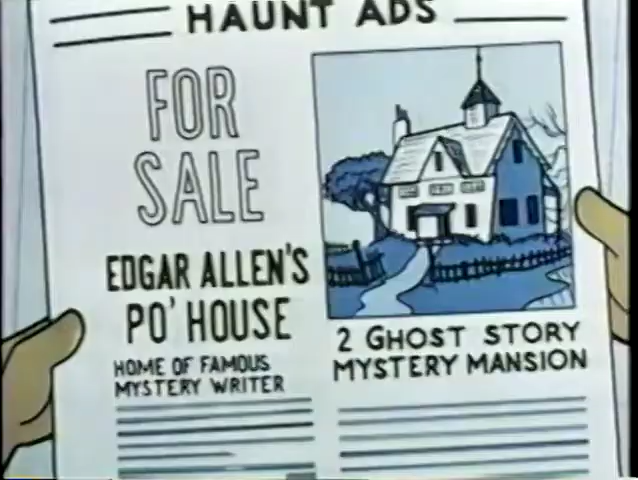 HAUNT ADS
FOR
SALE
EDGAR ALLEN'S
PO' HOUSE
HOME OF FAMOUS
MYSTERY WRITER
2 GHOST STORY
MYSTERY MANSION